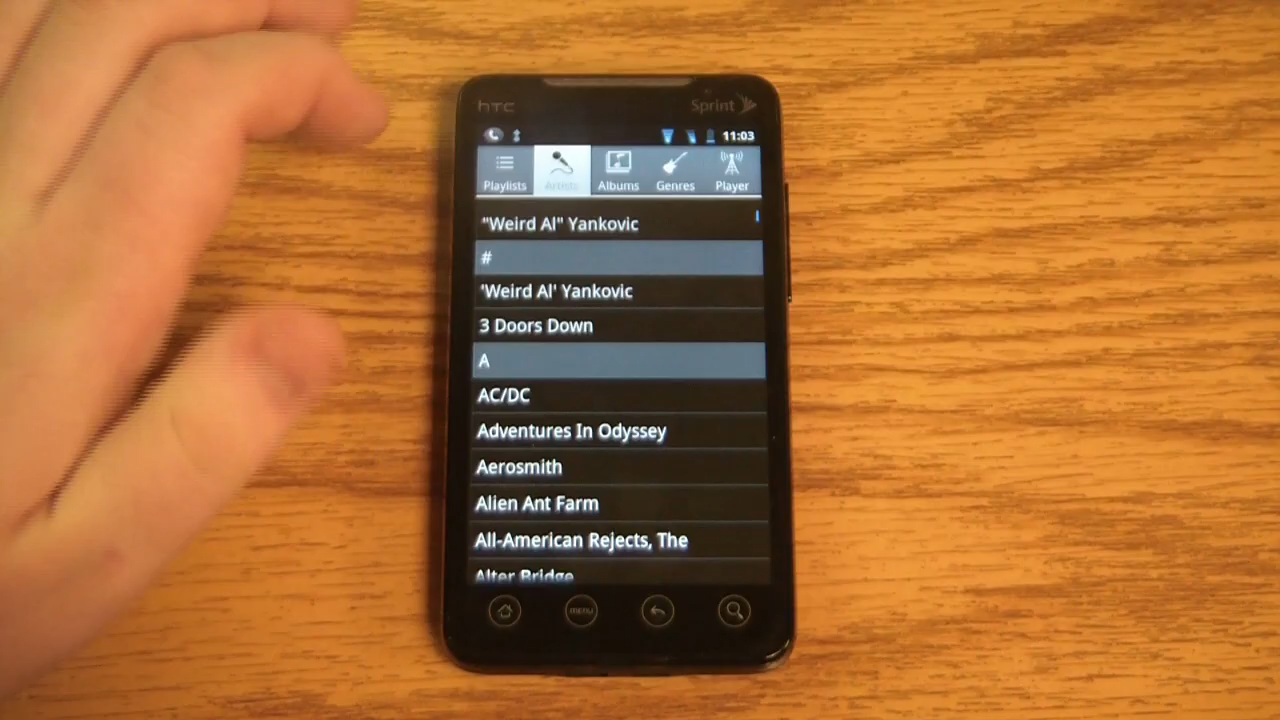 hTC Sprint
11:03
Playlists Artists Albums Genres Player
"Weird Al" Yankovic
#
'Weird Al' Yankovic
3 Doors Down
A
AC/DC
Adventures In Odyssey
Aerosmith
Alien Ant Farm
All-American Rejects, The
Alter Bridge
menu